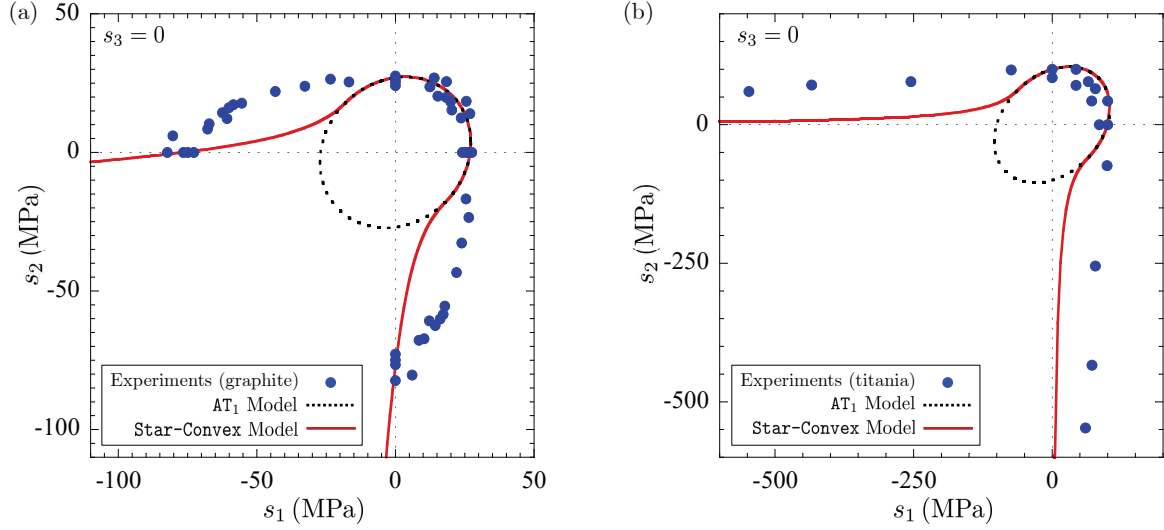 (a)
s₃ = 0
50
0
-50
-100
s₂ (MPa)
Experiments (graphite)
AT₁ Model
Star-Convex Model
-100
-50
0
50
s₁ (MPa)
(b)
s₃ = 0
250
0
-250
-500
s₂ (MPa)
Experiments (titania)
AT₁ Model
Star-Convex Model
-500
-250
0
s₁ (MPa)